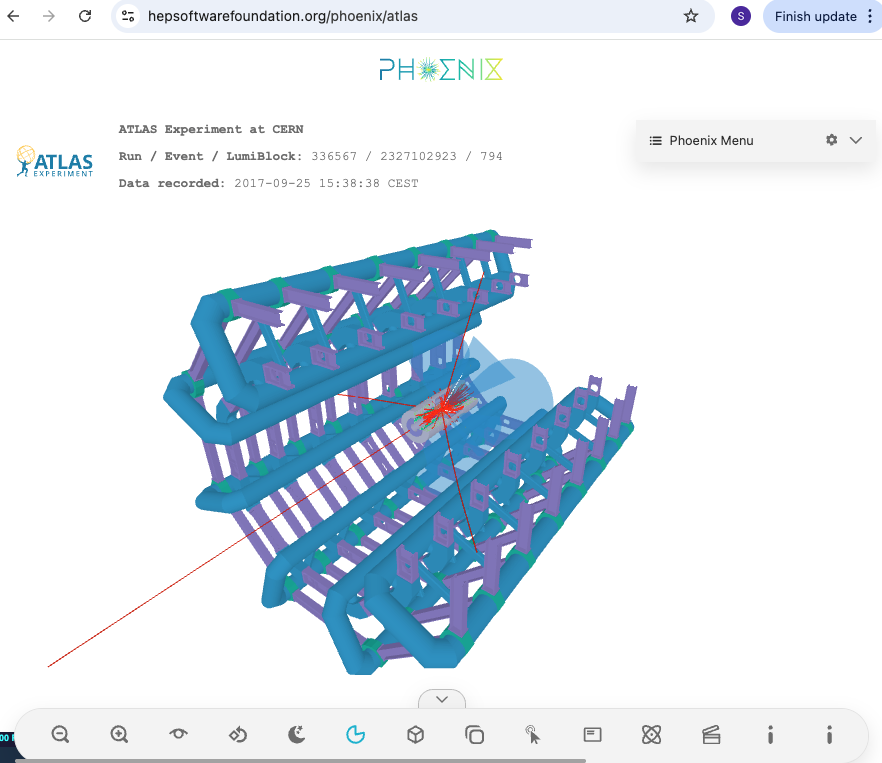 hepsoftwarefoundation.org/phoenix/atlas
S
Finish update
PHOENIX
ATLAS Experiment at CERN
Run / Event / LumiBlock: 336567 / 2327102923 / 794
Data recorded: 2017-09-25 15:38:38 CEST
ATLAS
EXPERIMENT
Phoenix Menu